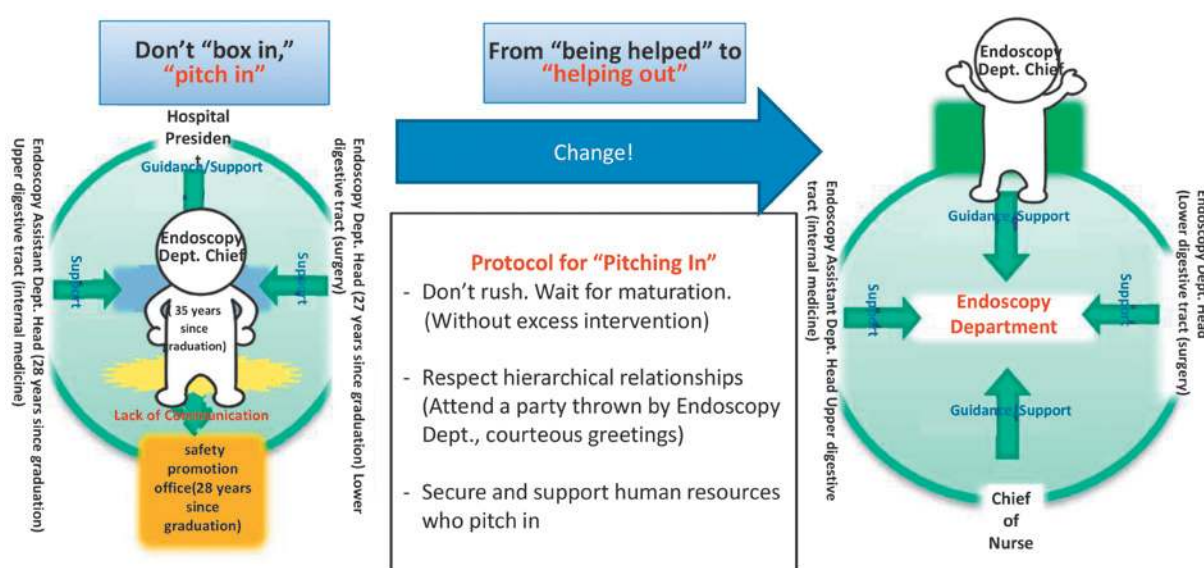 Don't "box in,"
"pitch in"
From "being helped" to
"helping out"
Change!
Hospital
Presiden
t
Guidance/Support
Endoscopy
Dept. Chief
35 years
since
graduation)
Support
Support
Lack of Communication
safety
promotion
office(28 years
since
graduation)
Endoscopy Assistant Dept. Head (28 years since graduation)
Upper digestive tract (internal medicine)
Endoscopy Dept. Head (27 years since graduation) Lower
digestive tract (surgery)
Protocol for "Pitching In"
- Don't rush. Wait for maturation.
(Without excess intervention)
- Respect hierarchical relationships
(Attend a party thrown by Endoscopy
Dept., courteous greetings)
- Secure and support human resources
who pitch in
Endoscopy
Dept. Chief
Guidance/Support
Endoscopy Assistant Dept. Head Upper digestive
tract (internal medicine)
Support
Endoscopy
Department
Support
Endoscopy Dept. Head
(Lower digestive tract (surgery)
Guidance/Support
Chief
of
Nurse